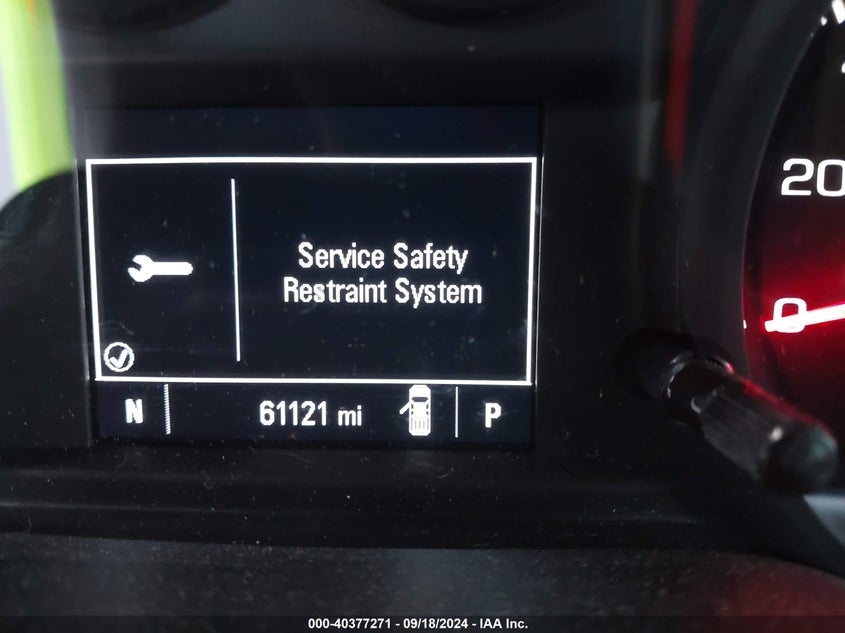 20
Service Safety
Restraint System
0
N 61121 mi P
000-40377271 - 09/18/2024 - IAA Inc.